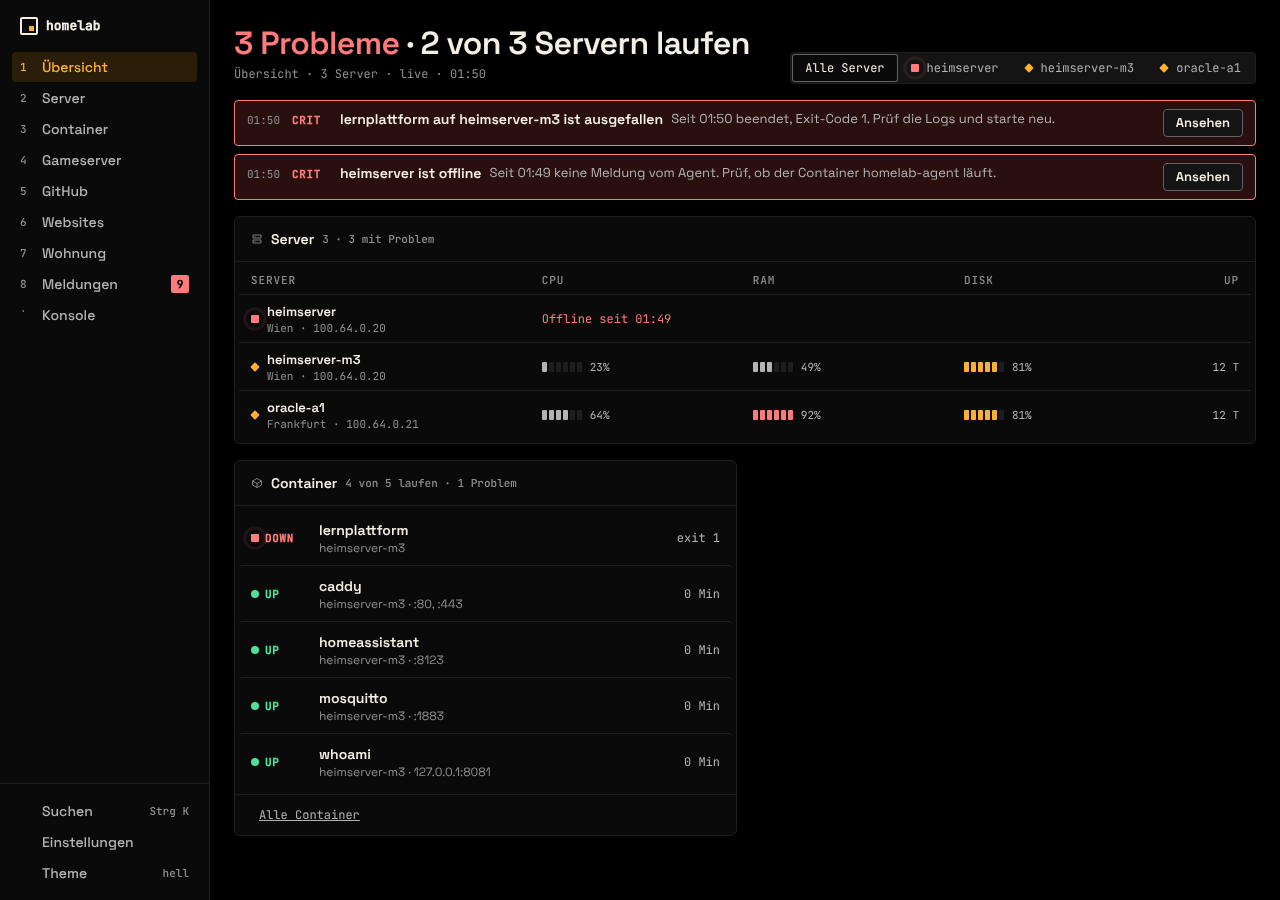 homelab
1 Übersicht
2 Server
3 Container
4 Gameserver
5 GitHub
6 Websites
7 Wohnung
8 Meldungen 9
` Konsole
Suchen Strg K
Einstellungen
Theme hell
3 Probleme · 2 von 3 Servern laufen
Übersicht · 3 Server · live · 01:50
Alle Server heimserver heimserver-m3 oracle-a1
01:50 CRIT lernplattform auf heimserver-m3 ist ausgefallen Seit 01:50 beendet, Exit-Code 1. Prüf die Logs und starte neu. Ansehen
01:50 CRIT heimserver ist offline Seit 01:49 keine Meldung vom Agent. Prüf, ob der Container homelab-agent läuft. Ansehen
Server 3 · 3 mit Problem
SERVER CPU RAM DISK UP
heimserver
Wien · 100.64.0.20
Offline seit 01:49
heimserver-m3
Wien · 100.64.0.20
23% 49% 81% 12 T
oracle-a1
Frankfurt · 100.64.0.21
64% 92% 81% 12 T
Container 4 von 5 laufen · 1 Problem
DOWN lernplattform exit 1
heimserver-m3
UP caddy 0 Min
heimserver-m3 · :80, :443
UP homeassistant 0 Min
heimserver-m3 · :8123
UP mosquitto 0 Min
heimserver-m3 · :1883
UP whoami 0 Min
heimserver-m3 · 127.0.0.1:8081
Alle Container